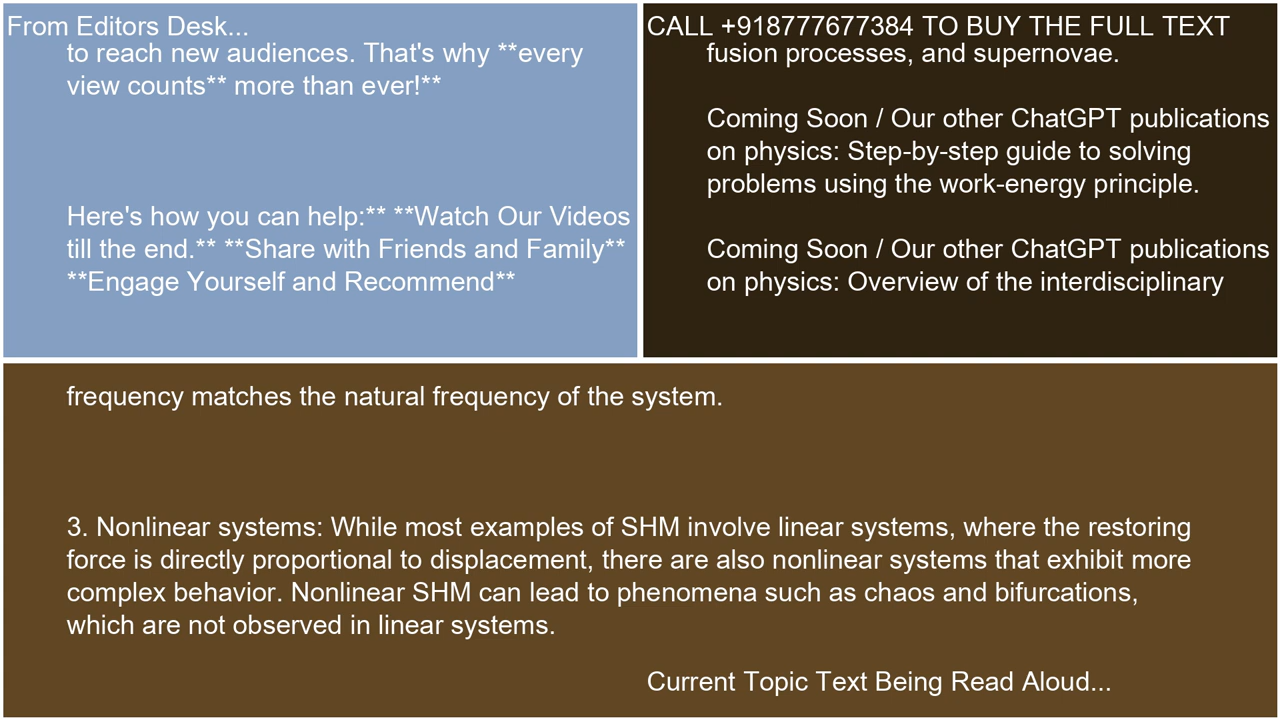 From Editors Desk...
to reach new audiences. That's why **every
view counts** more than ever!**
Here's how you can help:** **Watch Our Videos
till the end.** **Share with Friends and Family**
**Engage Yourself and Recommend**
CALL +918777677384 TO BUY THE FULL TEXT
fusion processes, and supernovae.
Coming Soon / Our other ChatGPT publications
on physics: Step-by-step guide to solving
problems using the work-energy principle.
Coming Soon / Our other ChatGPT publications
on physics: Overview of the interdisciplinary
frequency matches the natural frequency of the system.
3. Nonlinear systems: While most examples of SHM involve linear systems, where the restoring
force is directly proportional to displacement, there are also nonlinear systems that exhibit more
complex behavior. Nonlinear SHM can lead to phenomena such as chaos and bifurcations,
which are not observed in linear systems.
Current Topic Text Being Read Aloud...